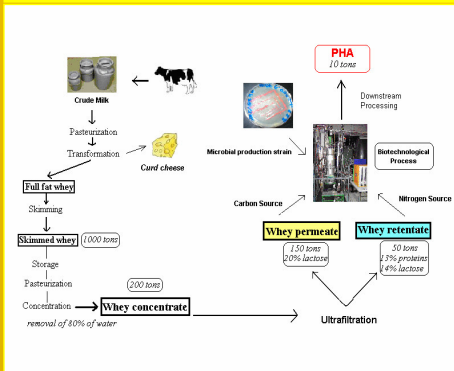 PHA
10 tons
Downstream
Processing
Crude Milk
Pasteurization
Transformation
Curd cheese
Microbial production strain
Biotechnological
Process
Full fat whey
Skimming
Carbon Source
Nitrogen Source
Skimmed whey
1000 tons
Whey permeate
Whey retentate
150 tons
20% lactose
50 tons
13% proteins
14% lactose
Storage
Pasteurization
200 tons
Concentration
Whey concentrate
removal of 80% of water
Ultrafiltration